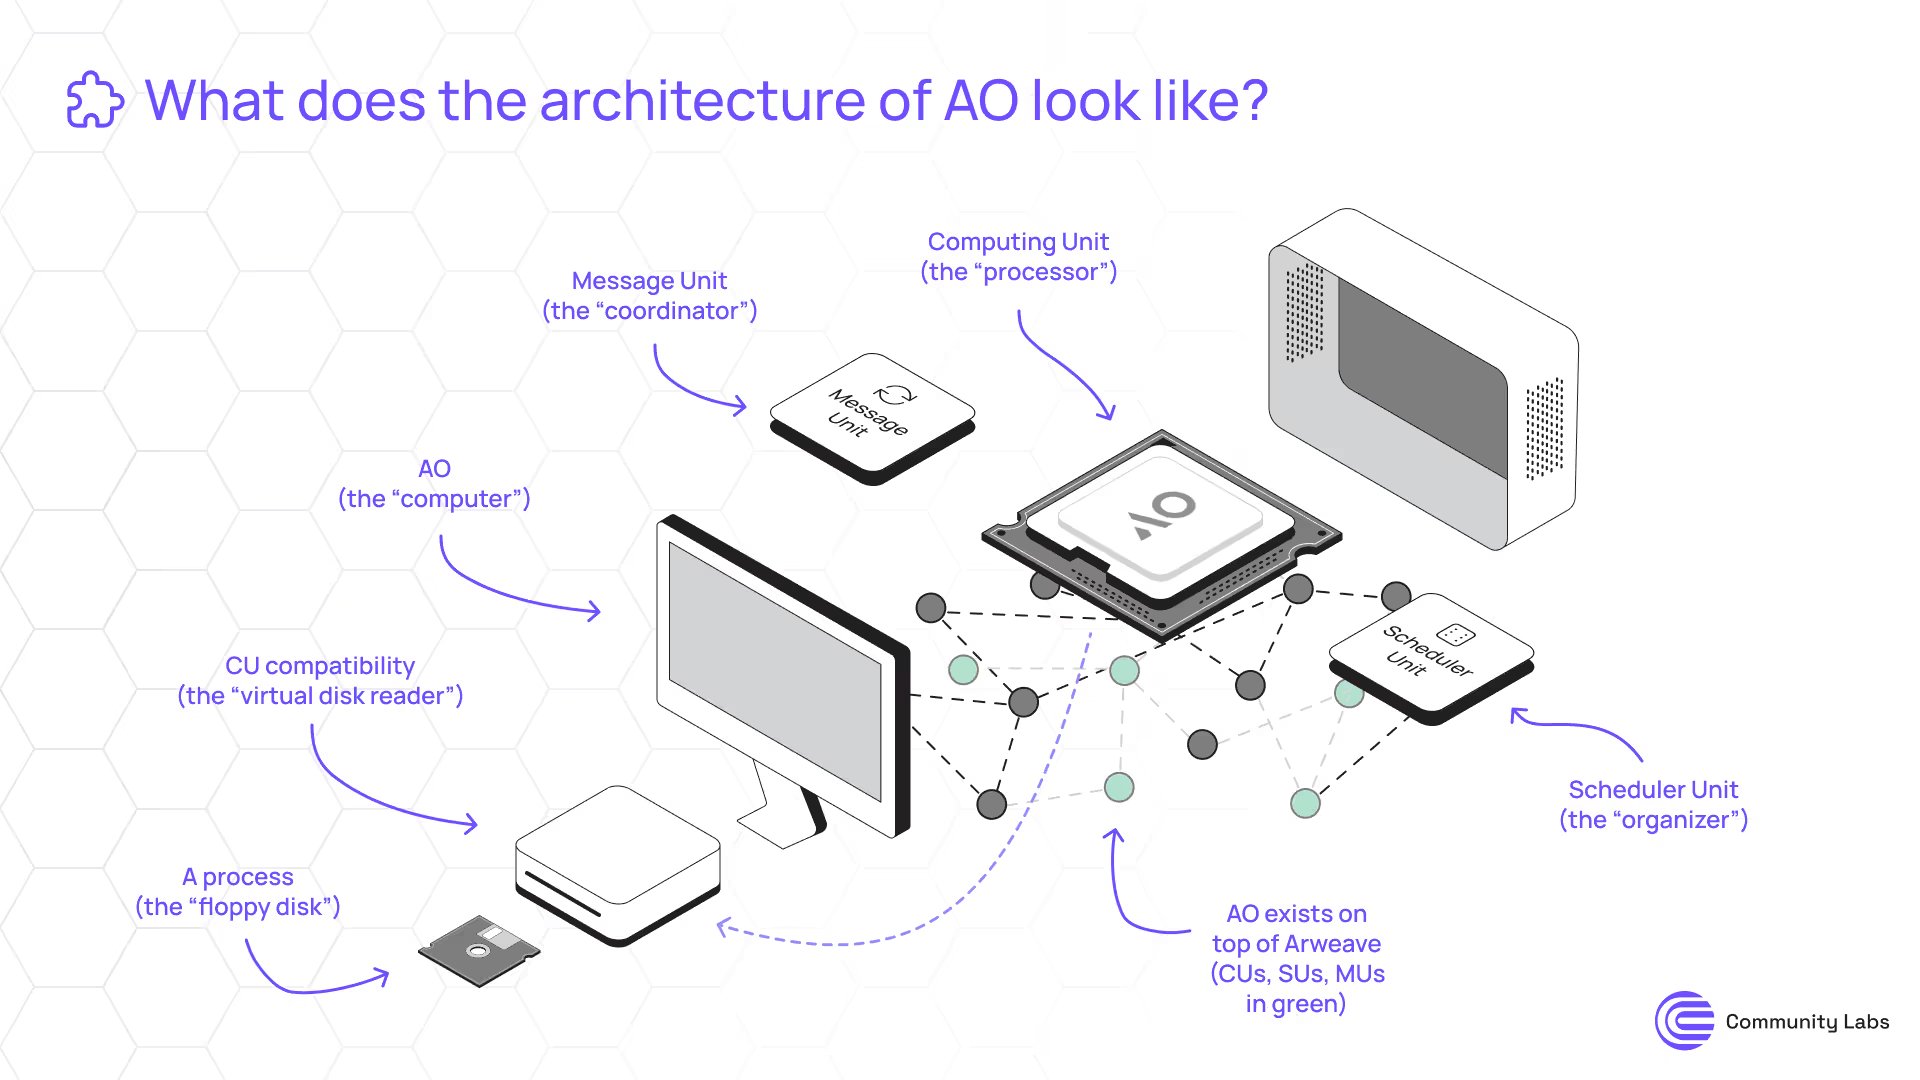 What does the architecture of AO look like?
Computing Unit
(the “processor”)
Message Unit
(the “coordinator”)
Message
Unit
AO
(the “computer”)
AO
Scheduler
Unit
CU compatibility
(the “virtual disk reader”)
Scheduler Unit
(the “organizer”)
A process
(the “floppy disk”)
AO exists on
top of Arweave
(CUs, SUs, MUs
in green)
Community Labs